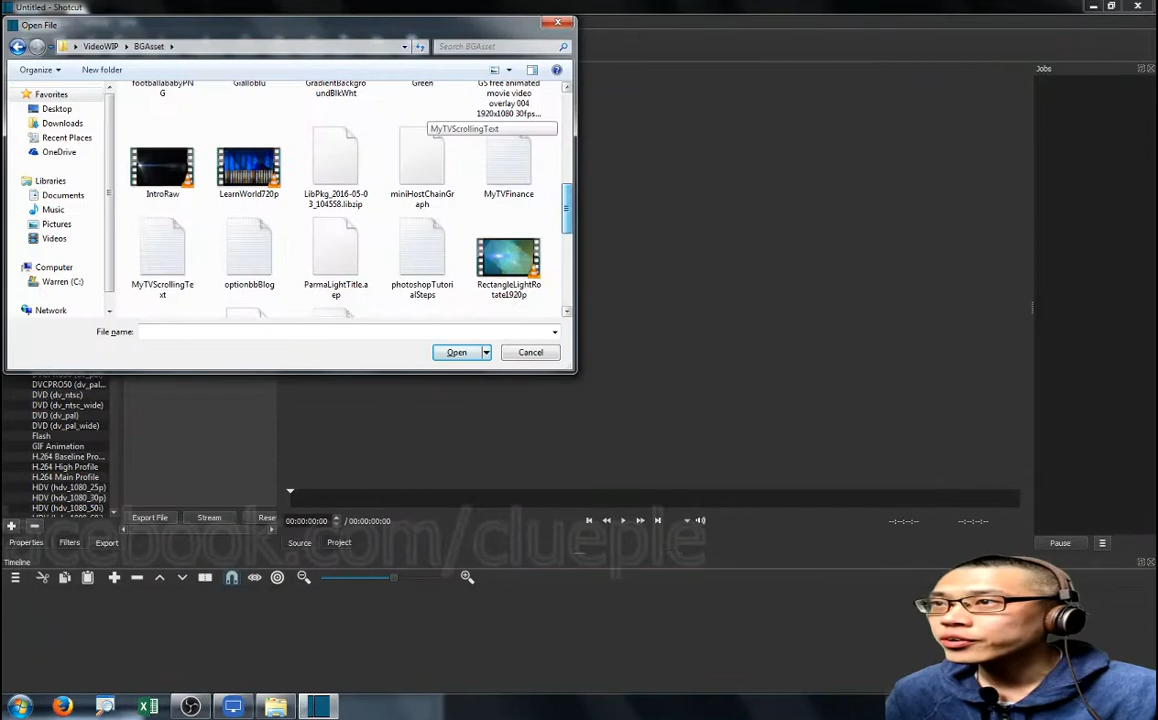 Untitled - Shotcut
Open File
VideoWIP
BGAsset
Search BGAsset
Organize
New folder
Favorites
Desktop
Downloads
Recent Places
OneDrive
Libraries
Documents
Music
Pictures
Videos
Computer
Warren (C:)
Network
footballababyPN
G
Gialloblu
GradientBackgro
undBlkWht
Green
GS free animated
movie video
overlay 004
1920x1080 30fps...
MyTVScrollingText
IntroRaw
LearnWorld720p
LibPkg_2016-05-0
3_104558.libzip
miniHostChainGr
aph
MyTVFinance
MyTVScrollingTe
xt
optionbbBlog
ParmaLightTitle.a
ep
photoshopTutori
alSteps
RectangleLightRo
tate1920p
File name:
Open
Cancel
Jobs
DVCPRO50 (dv_pal...
DVD (dv_ntsc)
DVD (dv_ntsc_wide)
DVD (dv_pal)
DVD (dv_pal_wide)
Flash
GIF Animation
H.264 Baseline Pro...
H.264 High Profile
H.264 Main Profile
HDV (hdv_1080_25p)
HDV (hdv_1080_30p)
HDV (hdv_1080_50i)
Export File
Stream
Rese
00:00:00:00
/ 00:00:00:00
--:--:--:--
--:--:--:--
Properties
Filters
Export
Source
Project
Pause
facebook.com/cluepie
Timeline